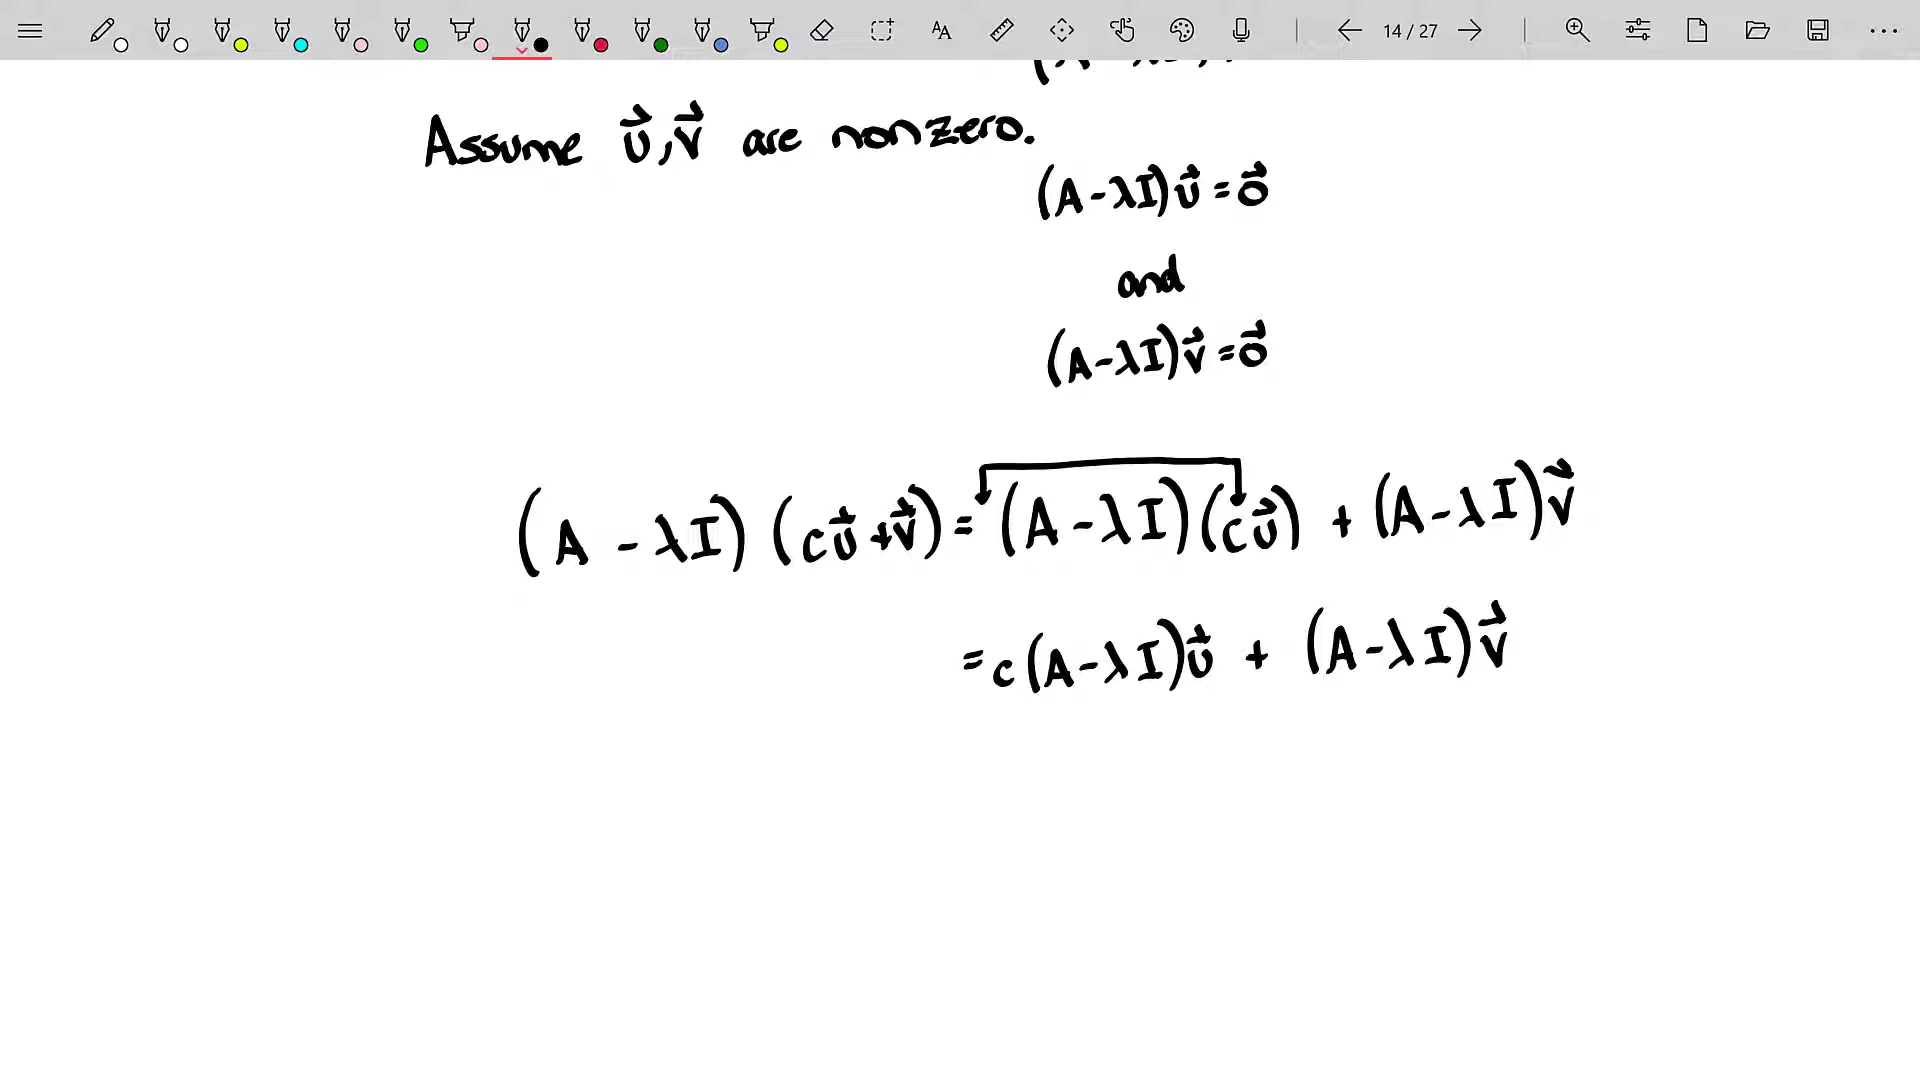 14 / 27
Assume u⃗, v⃗ are nonzero.
(A - λI)u⃗ = 0⃗
and
(A - λI)v⃗ = 0⃗
(A - λI)(cu⃗ + v⃗) = (A - λI)(cu⃗) + (A - λI)v⃗
= c(A - λI)u⃗ + (A - λI)v⃗